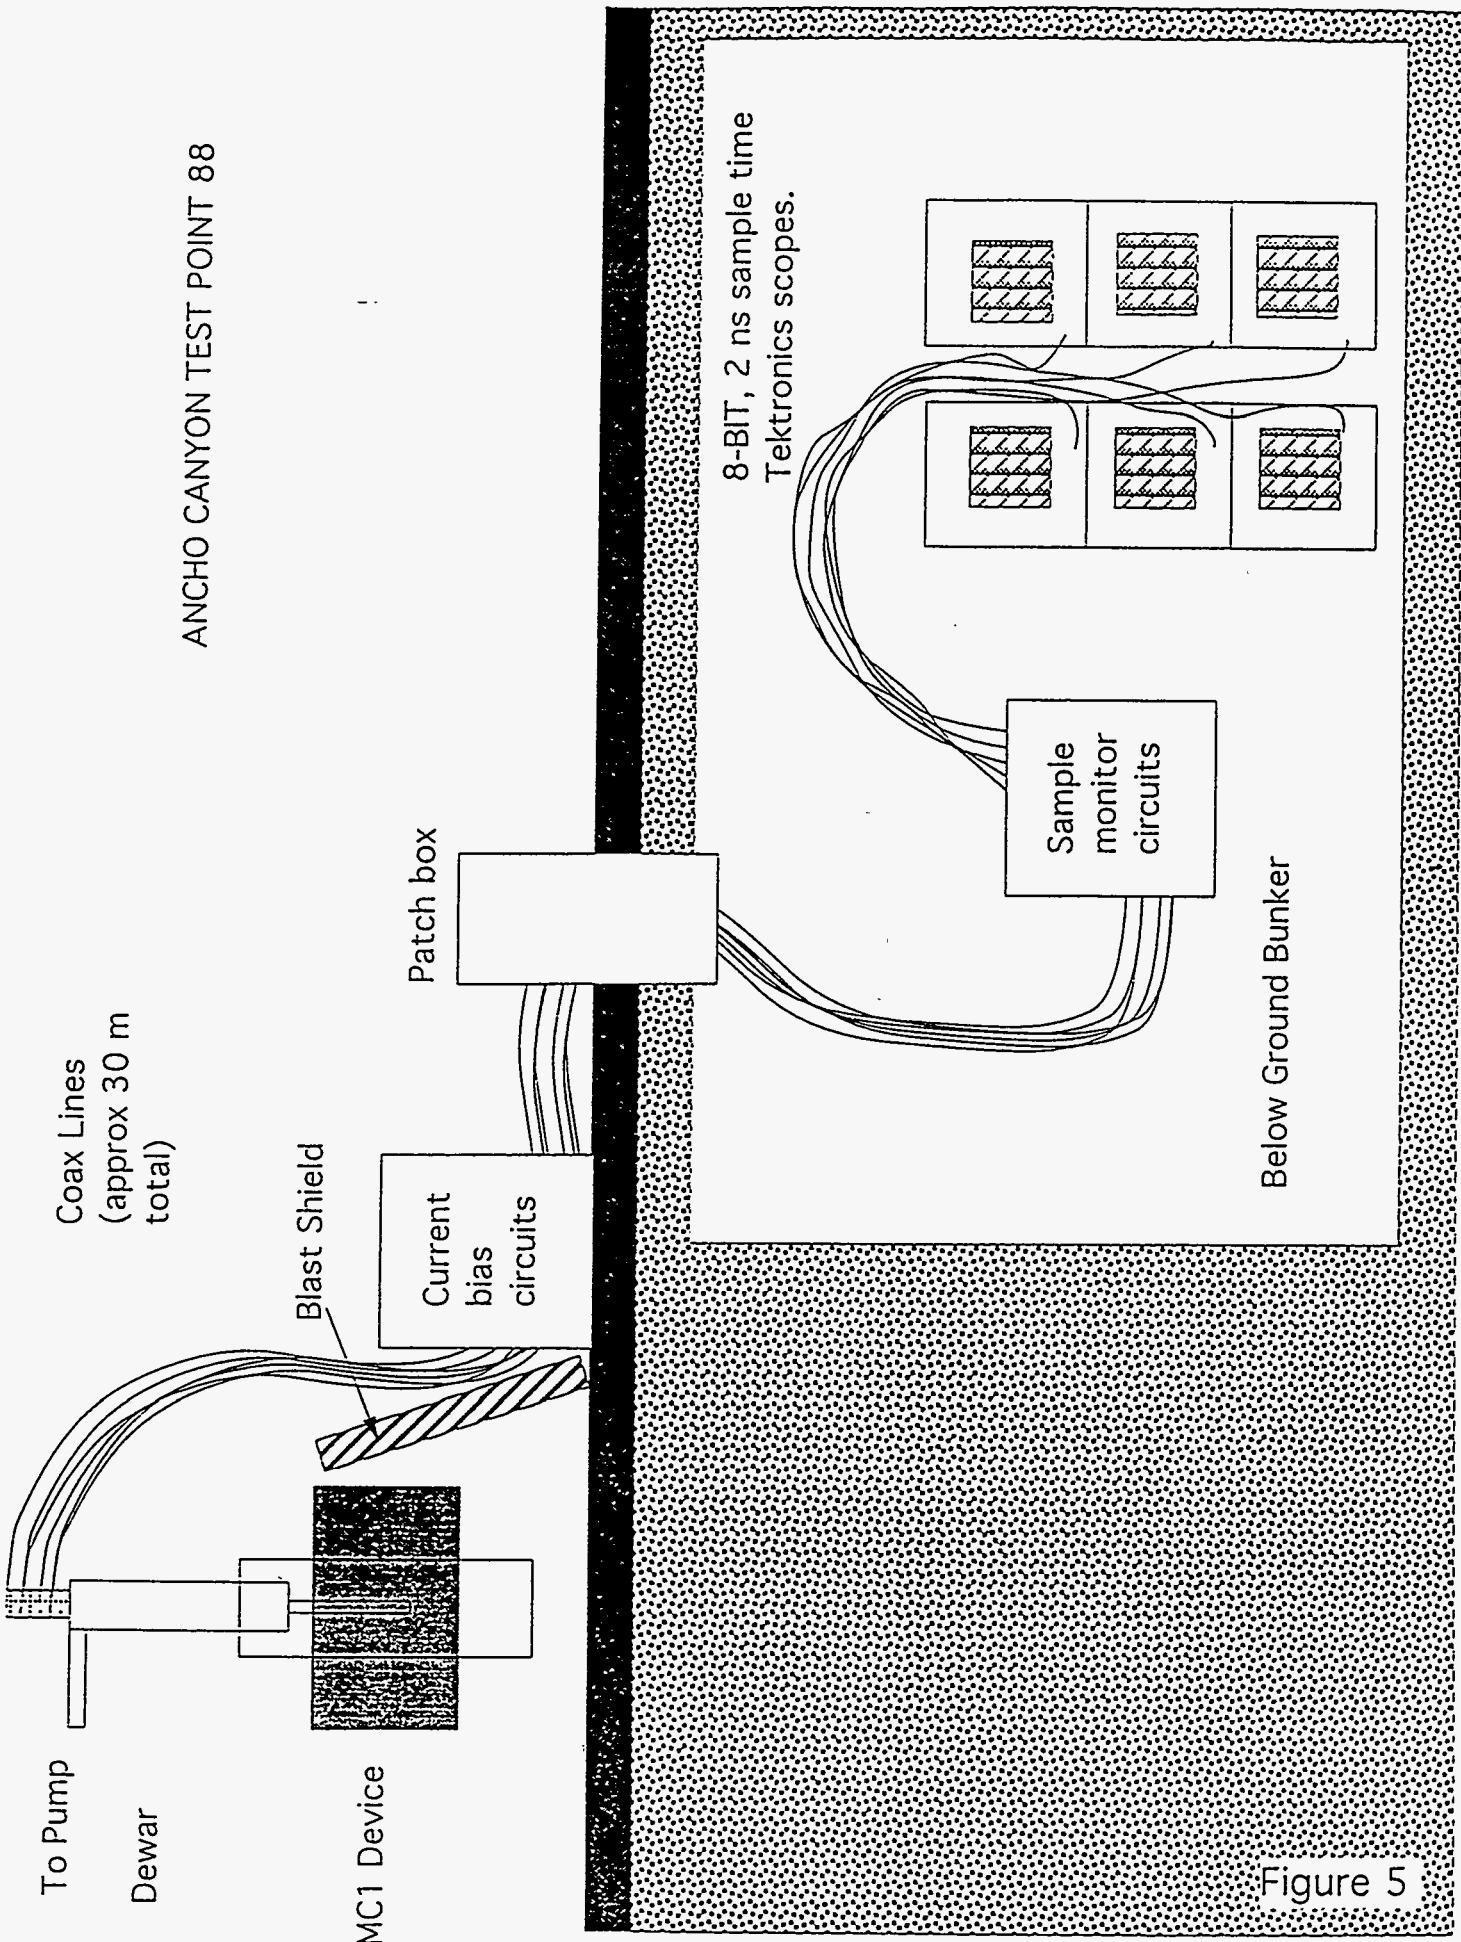 ANCHO CANYON TEST POINT 88
Coax Lines
(approx 30 m
total)
To Pump
Dewar
MC1 Device
Blast Shield
Current
bias
circuits
Patch box
8-BIT, 2 ns sample time
Tektronics scopes.
Sample
monitor
circuits
Below Ground Bunker
Figure 5